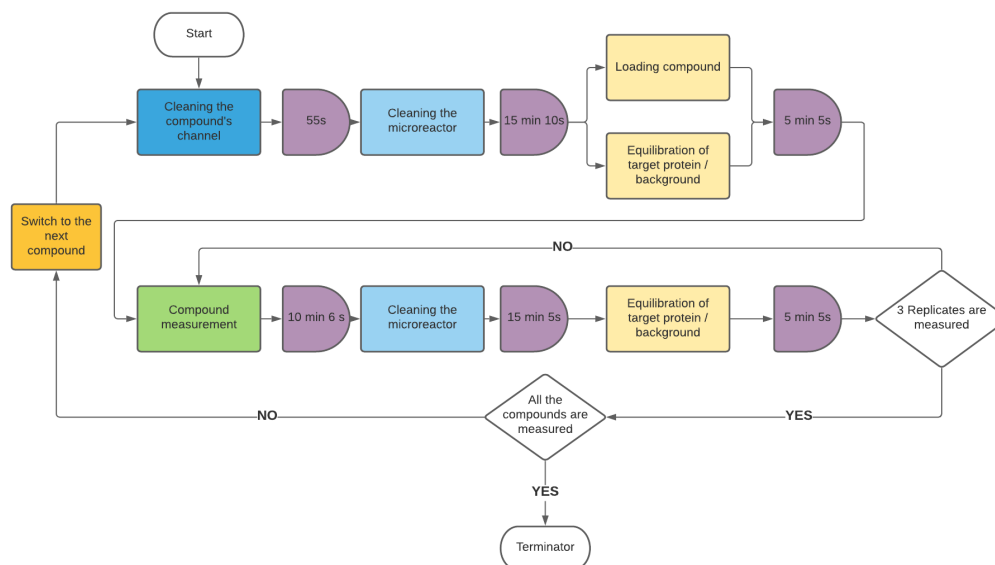 Start
Cleaning the
compound's
channel
55s
Cleaning the
microreactor
15 min 10s
Loading compound
Equilibration of
target protein /
background
5 min 5s
Switch to the
next
compound
NO
Compound
measurement
10 min 6 s
Cleaning the
microreactor
15 min 5s
Equilibration of
target protein /
background
5 min 5s
3 Replicates are
measured
YES
All the
compounds are
measured
NO
YES
Terminator